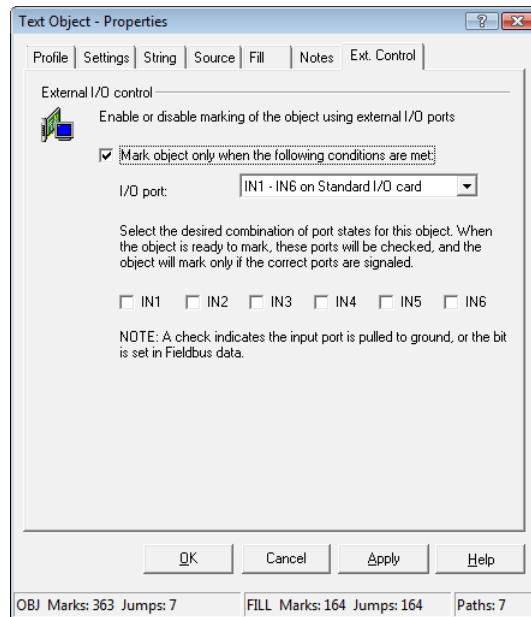 Text Object - Properties
Profile Settings String Source Fill Notes Ext. Control
External I/O control
Enable or disable marking of the object using external I/O ports
Mark object only when the following conditions are met:
I/O port: IN1 - IN6 on Standard I/O card
Select the desired combination of port states for this object. When
the object is ready to mark, these ports will be checked, and the
object will mark only if the correct ports are signaled.
IN1 IN2 IN3 IN4 IN5 IN6
NOTE: A check indicates the input port is pulled to ground, or the bit
is set in Fieldbus data.
OK Cancel Apply Help
OBJ Marks: 363 Jumps: 7 FILL Marks: 164 Jumps: 164 Paths: 7